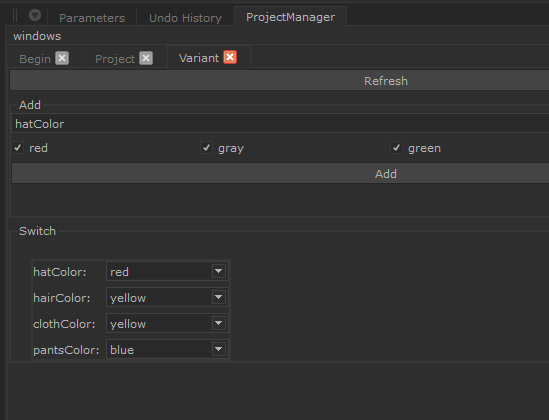 Parameters Undo History ProjectManager
windows
Begin Project Variant
Refresh
Add
hatColor
red gray green
Add
Switch
hatColor: red
hairColor: yellow
clothColor: yellow
pantsColor: blue